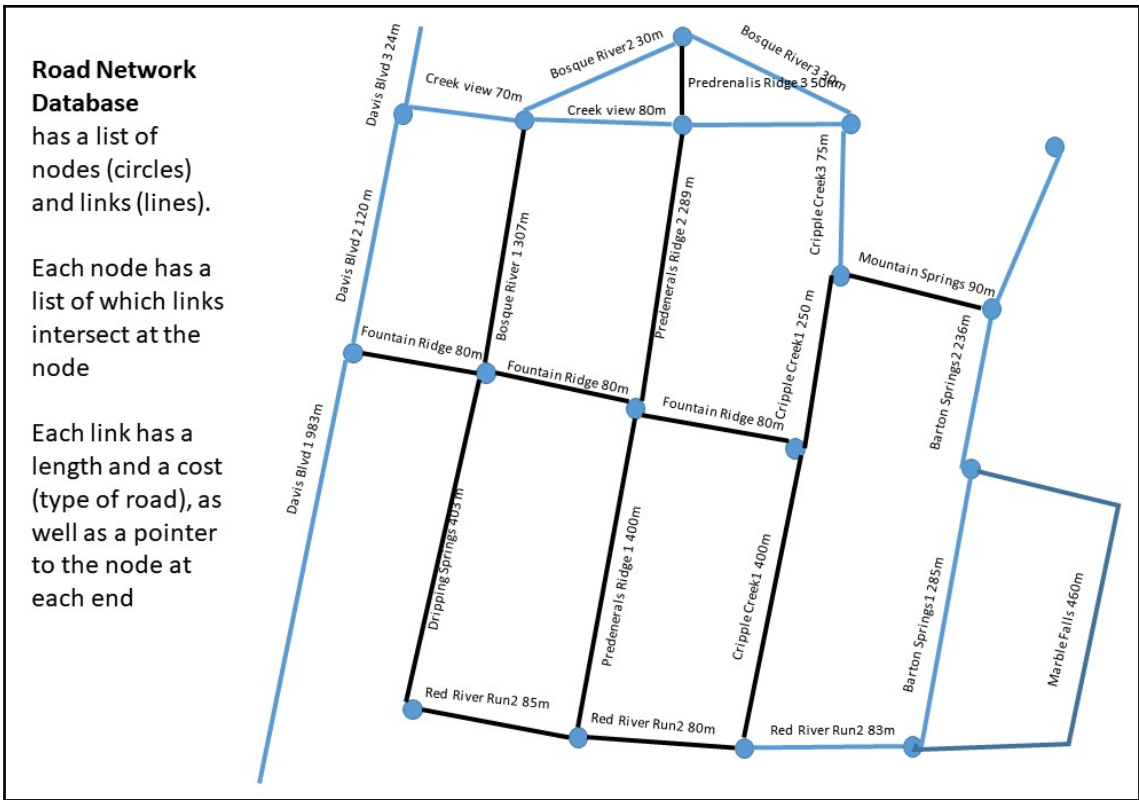 Road Network
Database
has a list of
nodes (circles)
and links (lines).
Each node has a
list of which links
intersect at the
node
Each link has a
length and a cost
(type of road), as
well as a pointer
to the node at
each end
Davis Blvd 3 24m
Creek view 70m
Bosque River2 30m
Bosque River3 30m
Predrenalis Ridge 3 50m
Creek view 80m
Davis Blvd 2 120 m
Bosque River 1 307m
Predenerals Ridge 2 289 m
Cripple Creek3 75m
Mountain Springs 90m
Fountain Ridge 80m
Fountain Ridge 80m
Fountain Ridge 80m
Cripple Creek1 250 m
Barton Springs2 236m
Davis Blvd 1 983m
Dripping Springs 403 m
Predenerals Ridge 1 400m
Cripple Creek1 400m
Barton Springs1 285m
Marble Falls 460m
Red River Run2 85m
Red River Run2 80m
Red River Run2 83m